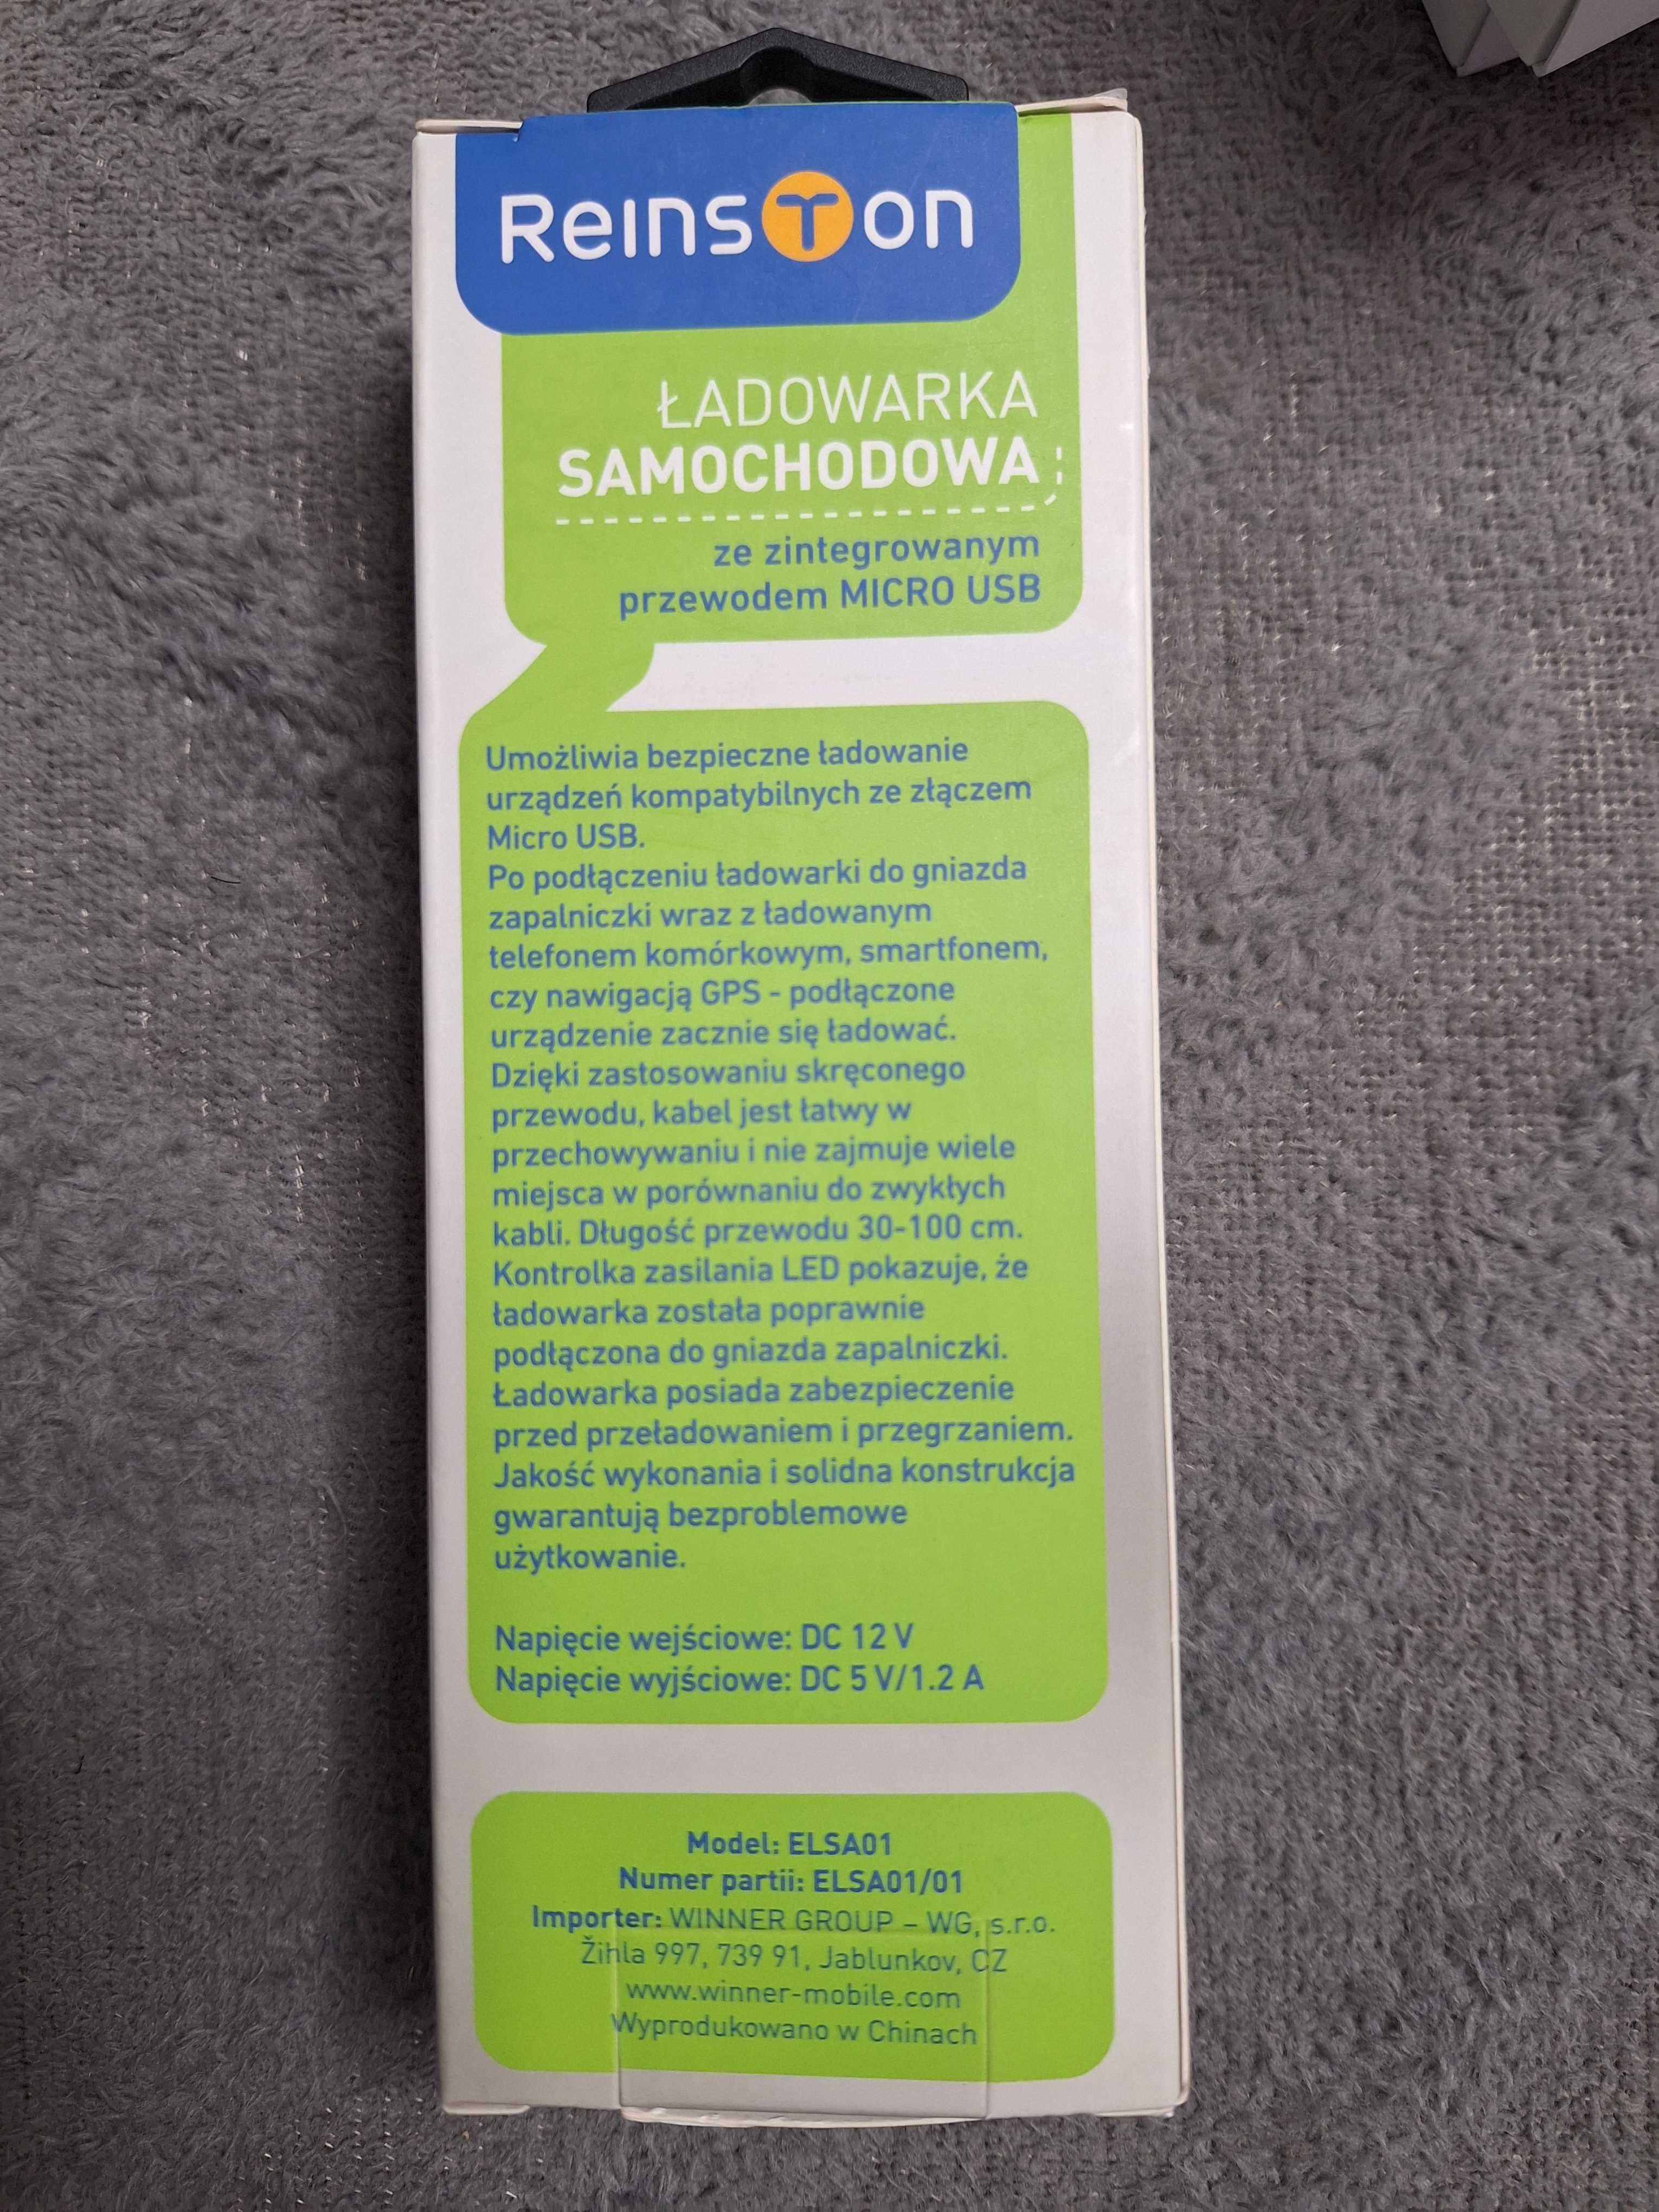 Reinston
ŁADOWARKA
SAMOCHODOWA
ze zintegrowanym
przewodem MICRO USB
Umożliwia bezpieczne ładowanie
urządzeń kompatybilnych ze złączem
Micro USB.
Po podłączeniu ładowarki do gniazda
zapalniczki wraz z ładowanym
telefonem komórkowym, smartfonem,
czy nawigacją GPS - podłączone
urządzenie zacznie się ładować.
Dzięki zastosowaniu skręconego
przewodu, kabel jest łatwy w
przechowywaniu i nie zajmuje wiele
miejsca w porównaniu do zwykłych
kabli. Długość przewodu 30-100 cm.
Kontrolka zasilania LED pokazuje, że
ładowarka została poprawnie
podłączona do gniazda zapalniczki.
Ładowarka posiada zabezpieczenie
przed przeładowaniem i przegrzaniem.
Jakość wykonania i solidna konstrukcja
gwarantują bezproblemowe
użytkowanie.
Napięcie wejściowe: DC 12 V
Napięcie wyjściowe: DC 5 V/1.2 A
Model: ELSA01
Numer partii: ELSA01/01
Importer: WINNER GROUP – WG, s.r.o.
Žihla 997, 739 91, Jablunkov, CZ
www.winner-mobile.com
Wyprodukowano w Chinach